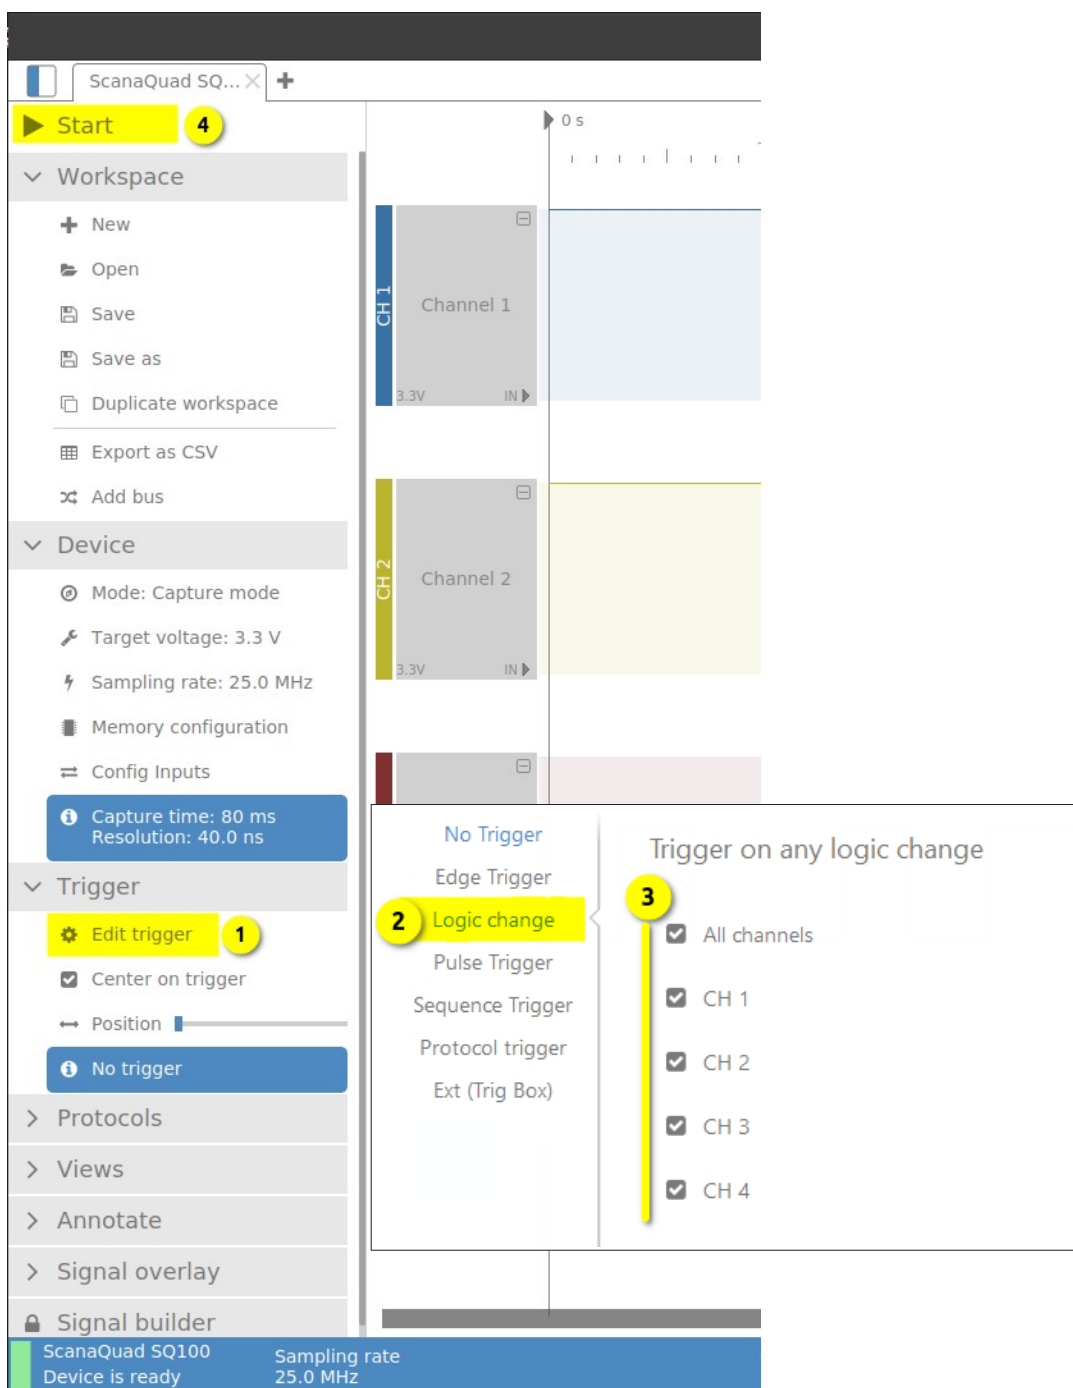 ScanaQuad SQ...
Start
4
0 s
Workspace
New
Open
Save
Save as
Duplicate workspace
Export as CSV
Add bus
CH 1
Channel 1
3.3V IN
CH 2
Channel 2
3.3V IN
Device
Mode: Capture mode
Target voltage: 3.3 V
Sampling rate: 25.0 MHz
Memory configuration
Config Inputs
Capture time: 80 ms
Resolution: 40.0 ns
Trigger
Edit trigger
1
Center on trigger
Position
No trigger
Protocols
Views
Annotate
Signal overlay
Signal builder
No Trigger
Edge Trigger
2
Logic change
Pulse Trigger
Sequence Trigger
Protocol trigger
Ext (Trig Box)
Trigger on any logic change
3
All channels
CH 1
CH 2
CH 3
CH 4
ScanaQuad SQ100
Device is ready
Sampling rate
25.0 MHz